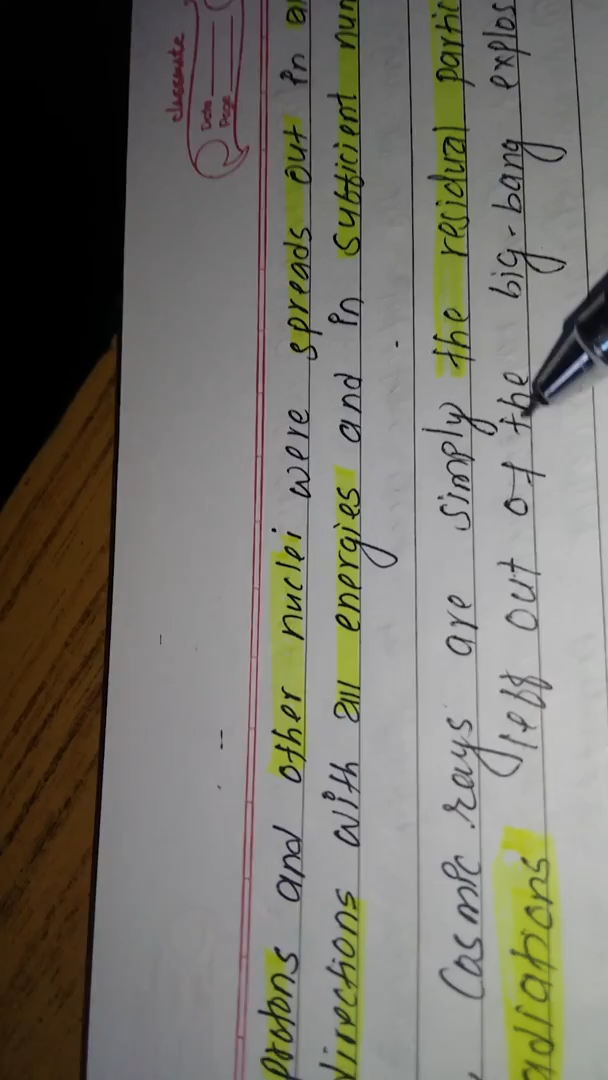 classmate
Date
Page
protons and other nuclei were spreads out in
directions with all energies and in sufficient
Cosmic rays are simply the residual
left out of the big-bang